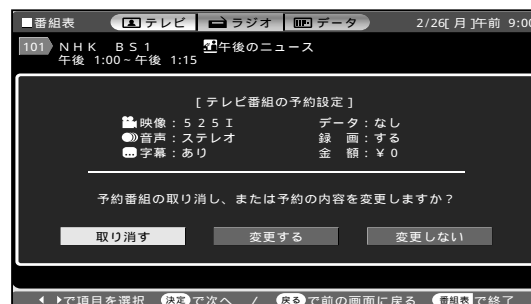 ■番組表 テレビ ラジオ データ 2/26[月]午前 9:00
101 NHK BS1 午後のニュース
午後 1:00~午後 1:15
[テレビ番組の予約設定]
映像:525I データ:なし
音声:ステレオ 録 画:する
字幕:あり 金 額:¥0
予約番組の取り消し、または予約の内容を変更しますか?
取り消す 変更する 変更しない
で項目を選択 決定で次へ / 戻るで前の画面に戻る 番組表で終了